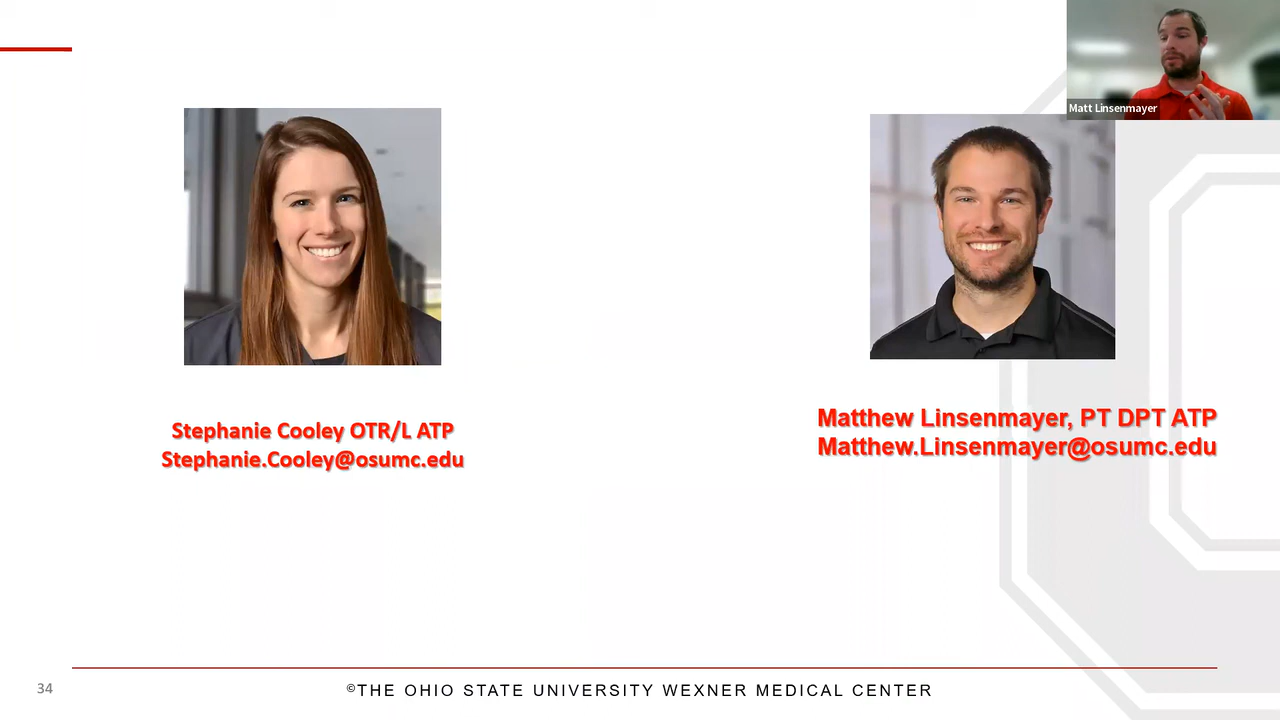 Matt Linsenmayer
Stephanie Cooley OTR/L ATP
Stephanie.Cooley@osumc.edu
Matthew Linsenmayer, PT DPT ATP
Matthew.Linsenmayer@osumc.edu
34
©THE OHIO STATE UNIVERSITY WEXNER MEDICAL CENTER